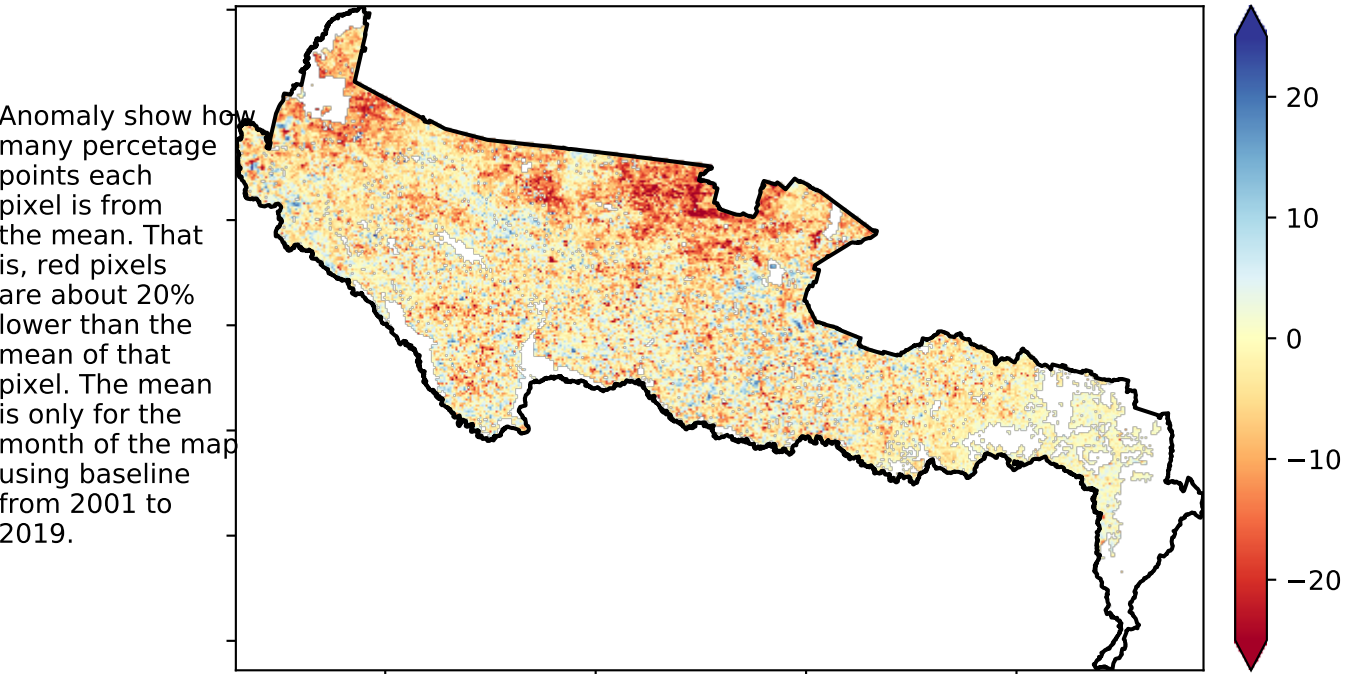 Anomaly show how
many percetage
points each
pixel is from
the mean. That
is, red pixels
are about 20%
lower than the
mean of that
pixel. The mean
is only for the
month of the map
using baseline
from 2001 to
2019.
20
10
0
−10
−20